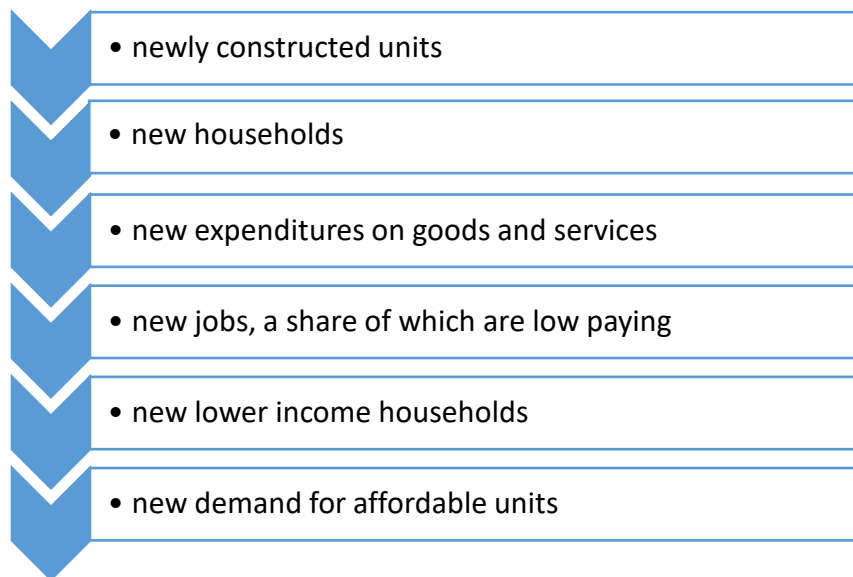 • newly constructed units
• new households
• new expenditures on goods and services
• new jobs, a share of which are low paying
• new lower income households
• new demand for affordable units